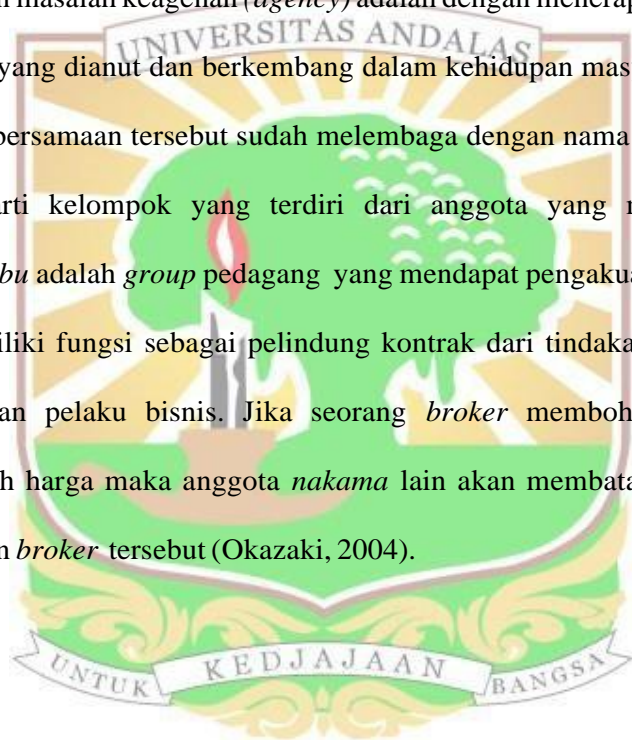 masalah keagenan (agency) adalah dengan menerap
UNIVERSITAS ANDALAS
yang dianut dan berkembang dalam kehidupan mas
bersamaan tersebut sudah melembaga dengan nama
rti kelompok yang terdiri dari anggota yang
bu adalah group pedagang yang mendapat pengakua
iliki fungsi sebagai pelindung kontrak dari tindaka
an pelaku bisnis. Jika seorang broker memboh
h harga maka anggota nakama lain akan membata
n broker tersebut (Okazaki, 2004).
UNTUK KEDJAJAAN BANGSA